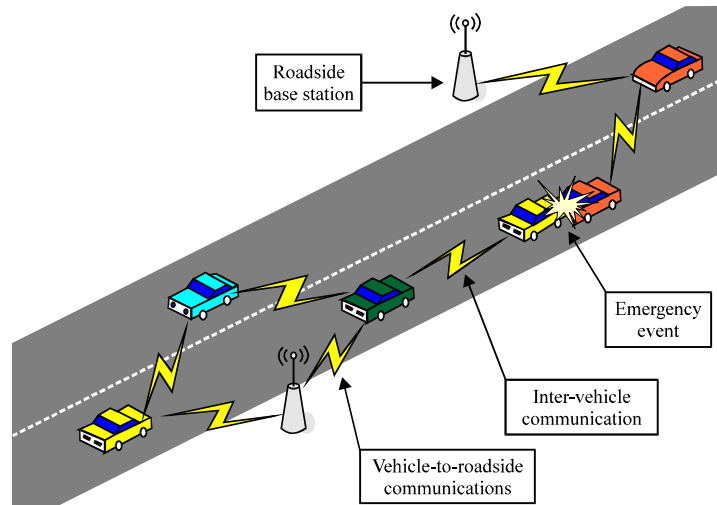 Roadside
base station
Emergency
event
Inter-vehicle
communication
Vehicle-to-roadside
communications